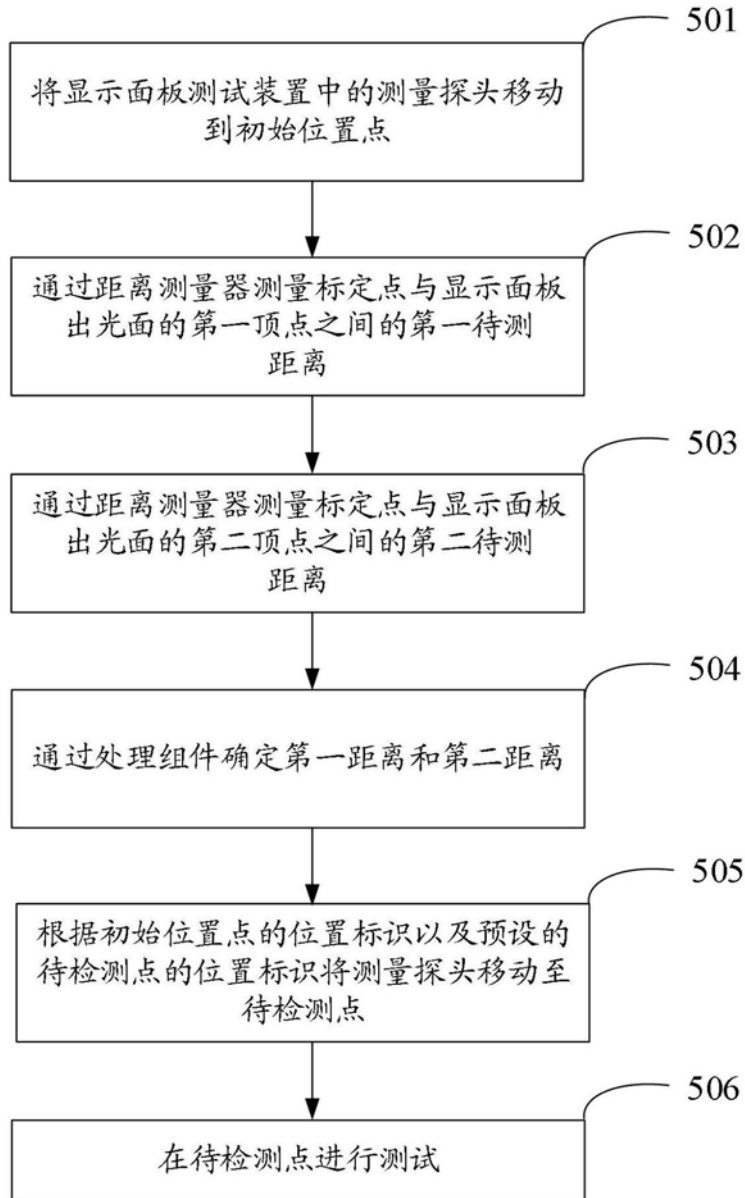 501
将显示面板测试装置中的测量探头移动
到初始位置点
502
通过距离测量器测量标定点与显示面板
出光面的第一顶点之间的第一待测
距离
503
通过距离测量器测量标定点与显示面板
出光面的第二顶点之间的第二待测
距离
504
通过处理组件确定第一距离和第二距离
505
根据初始位置点的位置标识以及预设的
待检测点的位置标识将测量探头移动至
待检测点
506
在待检测点进行测试